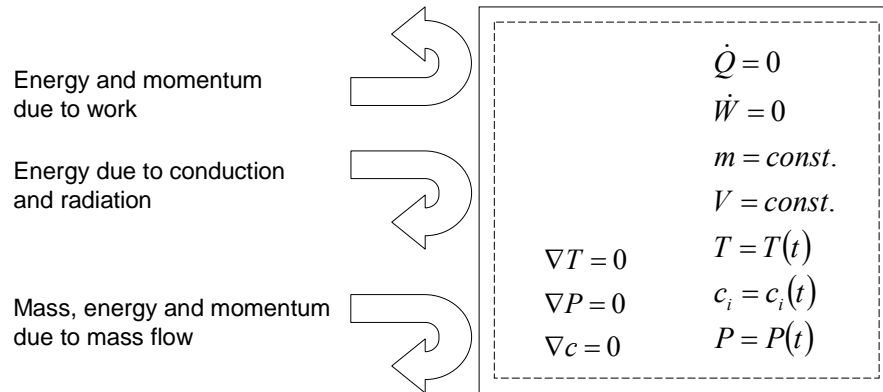 Energy and momentum
due to work
Energy due to conduction
and radiation
Mass, energy and momentum
due to mass flow
∇T = 0
∇P = 0
∇c = 0
Q̇ = 0
Ẇ = 0
m = const.
V = const.
T = T(t)
cᵢ = cᵢ(t)
P = P(t)